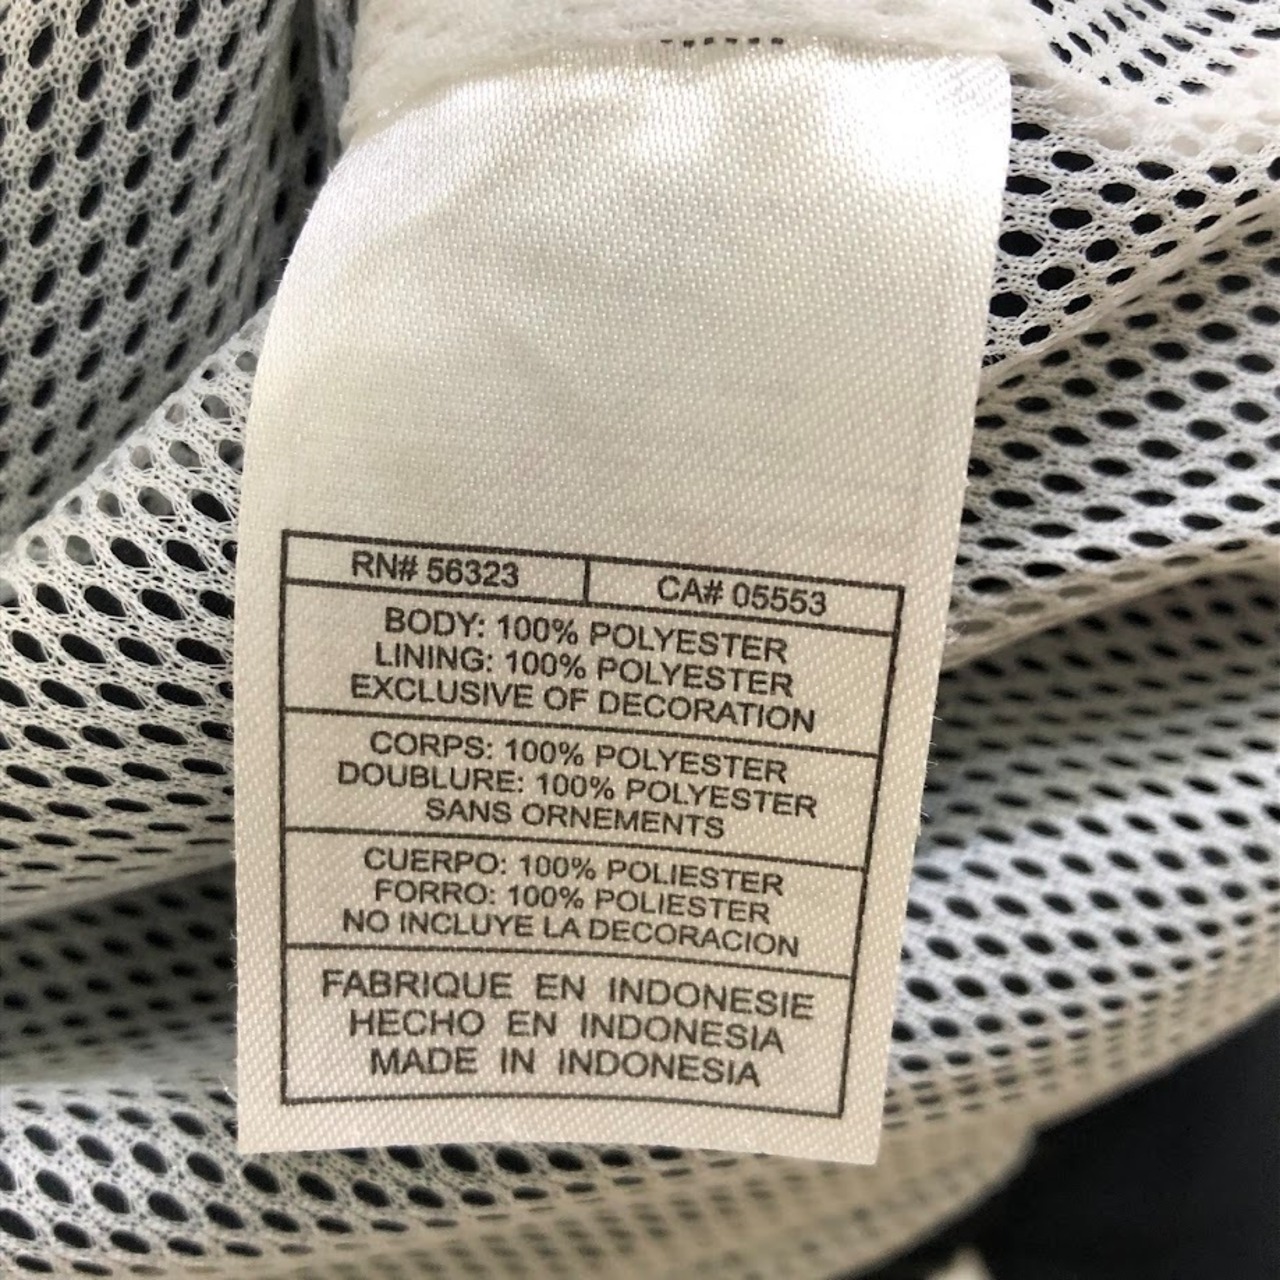 RN# 56323 CA# 05553
BODY: 100% POLYESTER
LINING: 100% POLYESTER
EXCLUSIVE OF DECORATION
CORPS: 100% POLYESTER
DOUBLURE: 100% POLYESTER
SANS ORNEMENTS
CUERPO: 100% POLIESTER
FORRO: 100% POLIESTER
NO INCLUYE LA DECORACION
FABRIQUE EN INDONESIE
HECHO EN INDONESIA
MADE IN INDONESIA